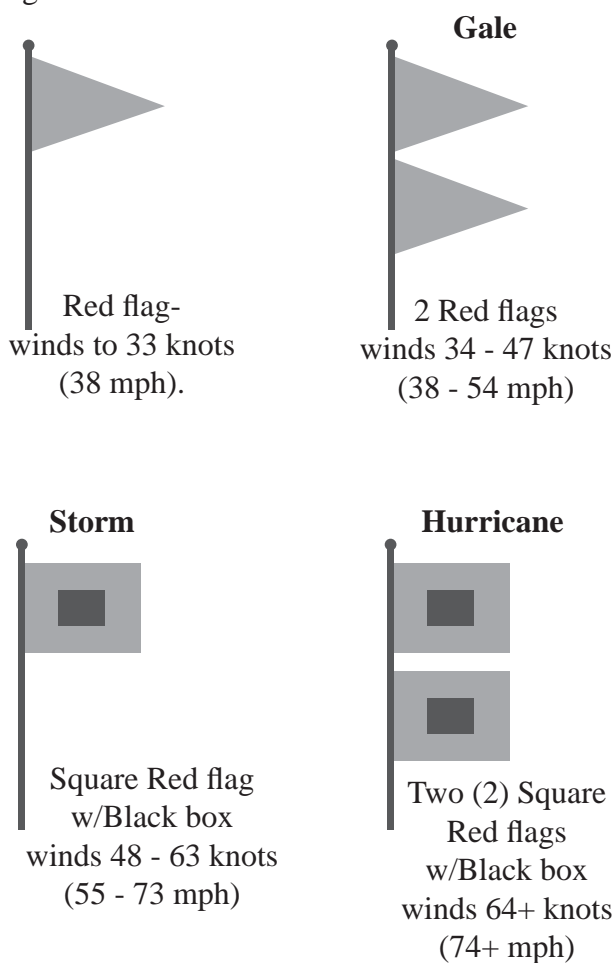 Gale
Red flag-
winds to 33 knots
(38 mph).
2 Red flags
winds 34 - 47 knots
(38 - 54 mph)
Storm
Hurricane
Square Red flag
w/Black box
winds 48 - 63 knots
(55 - 73 mph)
Two (2) Square
Red flags
w/Black box
winds 64+ knots
(74+ mph)